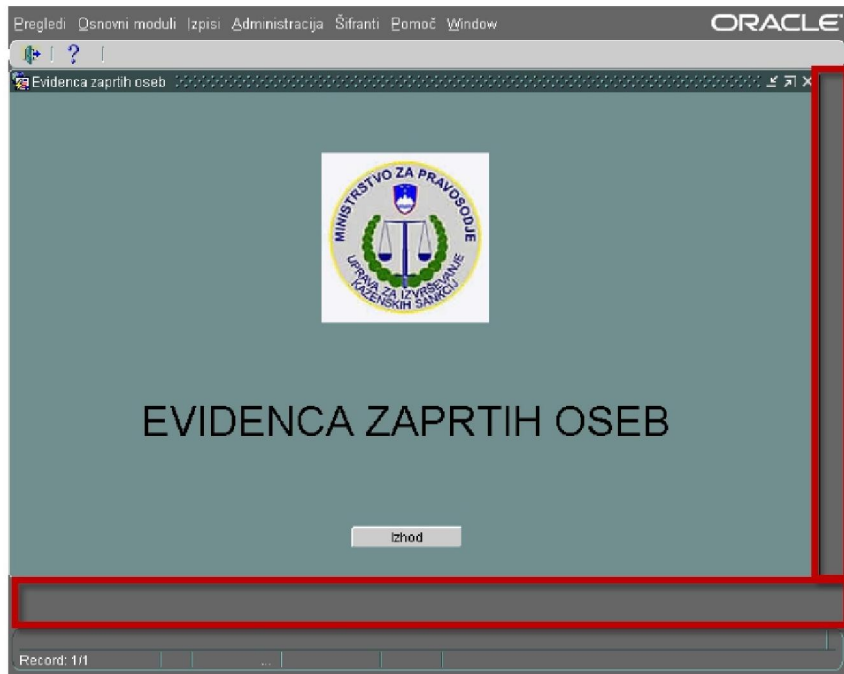 Pregledi Osnovni moduli Izpisi Administracija Šifranti Pomoč Window ORACLE
?
Evidenca zaprtih oseb
MINISTRSTVO ZA PRAVOSODJE
UPRAVA ZA IZVRŠEVANJE
KAZENSKIH SANKCIJ
EVIDENCA ZAPRTIH OSEB
Izhod
Record: 1/1 ...